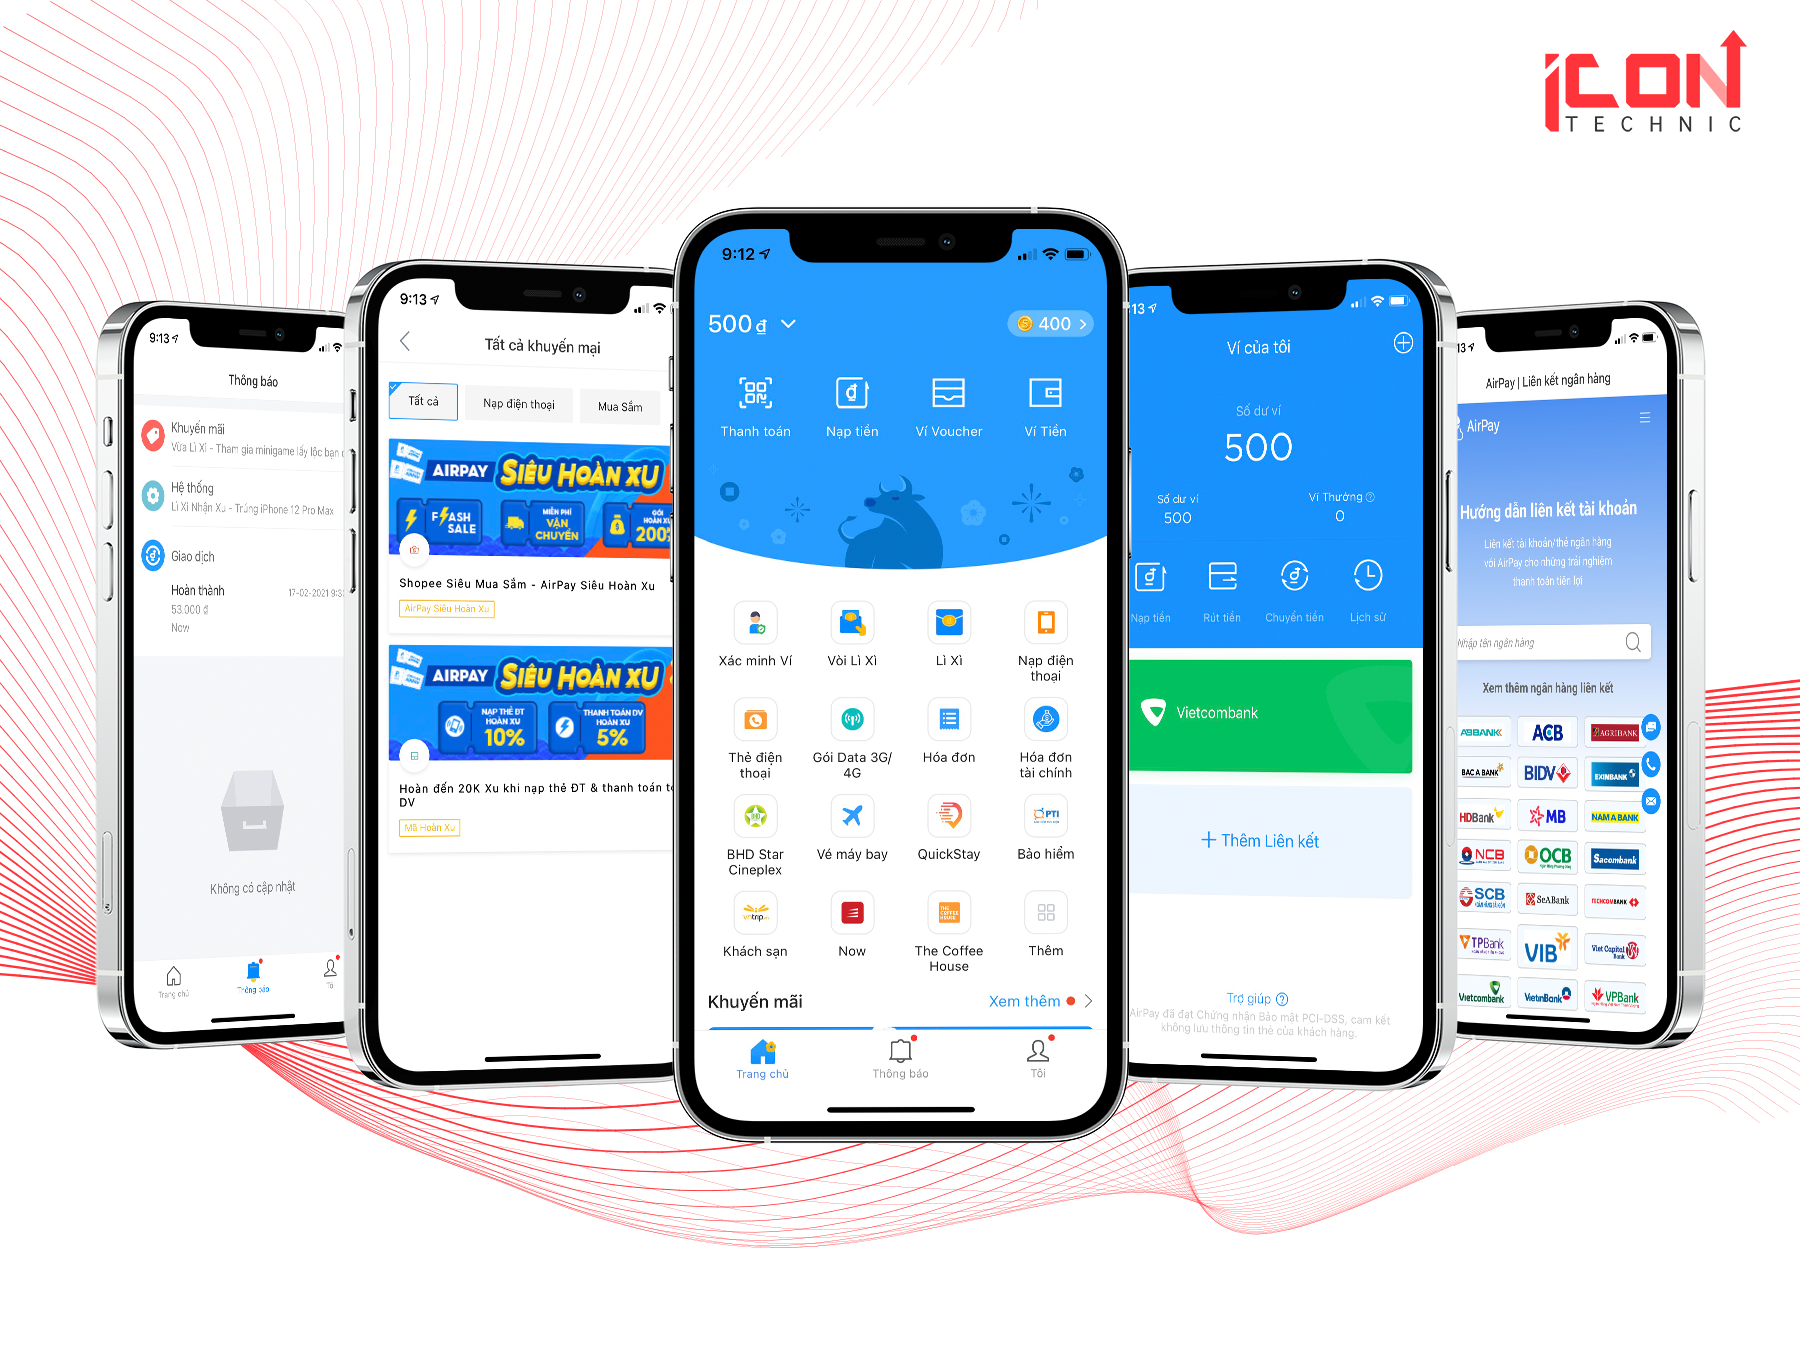 iCON
TECHNIC
9:13
Thông báo
Khuyến mãi
Vừa Lì Xì - Tham gia minigame lấy lộc bạn
Hệ thống
Lì Xì Nhận Xu - Trúng iPhone 12 Pro Max
Giao dịch
Hoàn thành
17-02-2021 9:3
53.000 ₫
Now
Không có cập nhật
Trang chủ
Thông báo
Tôi
9:13
Tất cả khuyến mại
Tất cả
Nạp điện thoại
Mua Sắm
AIRPAY SIÊU HOÀN XU
FLASH SALE
MIỄN PHÍ VẬN CHUYỂN
GÓI HOÀN XU 200%
Shopee Siêu Mua Sắm - AirPay Siêu Hoàn Xu
AirPay Siêu Hoàn Xu
AIRPAY SIÊU HOÀN XU
NẠP THẺ ĐT HOÀN XU 10%
THANH TOÁN DV HOÀN XU 5%
Hoàn đến 20K Xu khi nạp thẻ ĐT & thanh toán
DV
Mã Hoàn Xu
9:12
500 ₫
400
Thanh toán
Nạp tiền
Ví Voucher
Ví Tiền
Xác minh Ví
Vòi Lì Xì
Lì Xì
Nạp điện thoại
Thẻ điện thoại
Gói Data 3G/ 4G
Hóa đơn
Hóa đơn tài chính
BHD
PTI
BHD Star Cineplex
Vé máy bay
QuickStay
Bảo hiểm
vntrip.vn
THE COFFEE HOUSE
Khách sạn
Now
The Coffee House
Thêm
Khuyến mãi
Xem thêm
Trang chủ
Thông báo
Tôi
13
Ví của tôi
Số dư ví
500
Số dư ví
500
Ví Thưởng
0
Nạp tiền
Rút tiền
Chuyển tiền
Lịch sử
Vietcombank
+ Thêm Liên kết
Trợ giúp
AirPay đã đạt Chứng nhận Bảo mật PCI-DSS, cam kết
không lưu thông tin thẻ của khách hàng.
13
AirPay | Liên kết ngân hàng
AirPay
Hướng dẫn liên kết tài khoản
Liên kết tài khoản/thẻ ngân hàng
với AirPay cho những trải nghiệm
thanh toán tiện lợi
Nhập tên ngân hàng
Xem thêm ngân hàng liên kết
ABBANK
ACB
AGRIBANK
BAC A BANK
BIDV
EXIMBANK
HDBank
MB
NAM A BANK
NCB
OCB
Sacombank
SCB
SeABank
TECHCOMBANK
TPBank
VIB
Viet Capital Bank
Vietcombank
VietinBank
VPBank